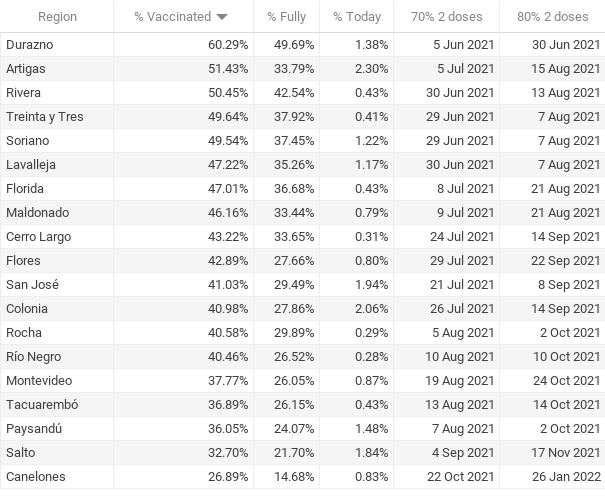 Region % Vaccinated % Fully % Today 70% 2 doses 80% 2 doses
Durazno 60.29% 49.69% 1.38% 5 Jun 2021 30 Jun 2021
Artigas 51.43% 33.79% 2.30% 5 Jul 2021 15 Aug 2021
Rivera 50.45% 42.54% 0.43% 30 Jun 2021 13 Aug 2021
Treinta y Tres 49.64% 37.92% 0.41% 29 Jun 2021 7 Aug 2021
Soriano 49.54% 37.45% 1.22% 29 Jun 2021 7 Aug 2021
Lavalleja 47.22% 35.26% 1.17% 30 Jun 2021 7 Aug 2021
Florida 47.01% 36.68% 0.43% 8 Jul 2021 21 Aug 2021
Maldonado 46.16% 33.44% 0.79% 9 Jul 2021 21 Aug 2021
Cerro Largo 43.22% 33.65% 0.31% 24 Jul 2021 14 Sep 2021
Flores 42.89% 27.66% 0.80% 29 Jul 2021 22 Sep 2021
San José 41.03% 29.49% 1.94% 21 Jul 2021 8 Sep 2021
Colonia 40.98% 27.86% 2.06% 26 Jul 2021 14 Sep 2021
Rocha 40.58% 29.89% 0.29% 5 Aug 2021 2 Oct 2021
Río Negro 40.46% 26.52% 0.28% 10 Aug 2021 10 Oct 2021
Montevideo 37.77% 26.05% 0.87% 19 Aug 2021 24 Oct 2021
Tacuarembó 36.89% 26.15% 0.43% 13 Aug 2021 14 Oct 2021
Paysandú 36.05% 24.07% 1.48% 7 Aug 2021 2 Oct 2021
Salto 32.70% 21.70% 1.84% 4 Sep 2021 17 Nov 2021
Canelones 26.89% 14.68% 0.83% 22 Oct 2021 26 Jan 2022